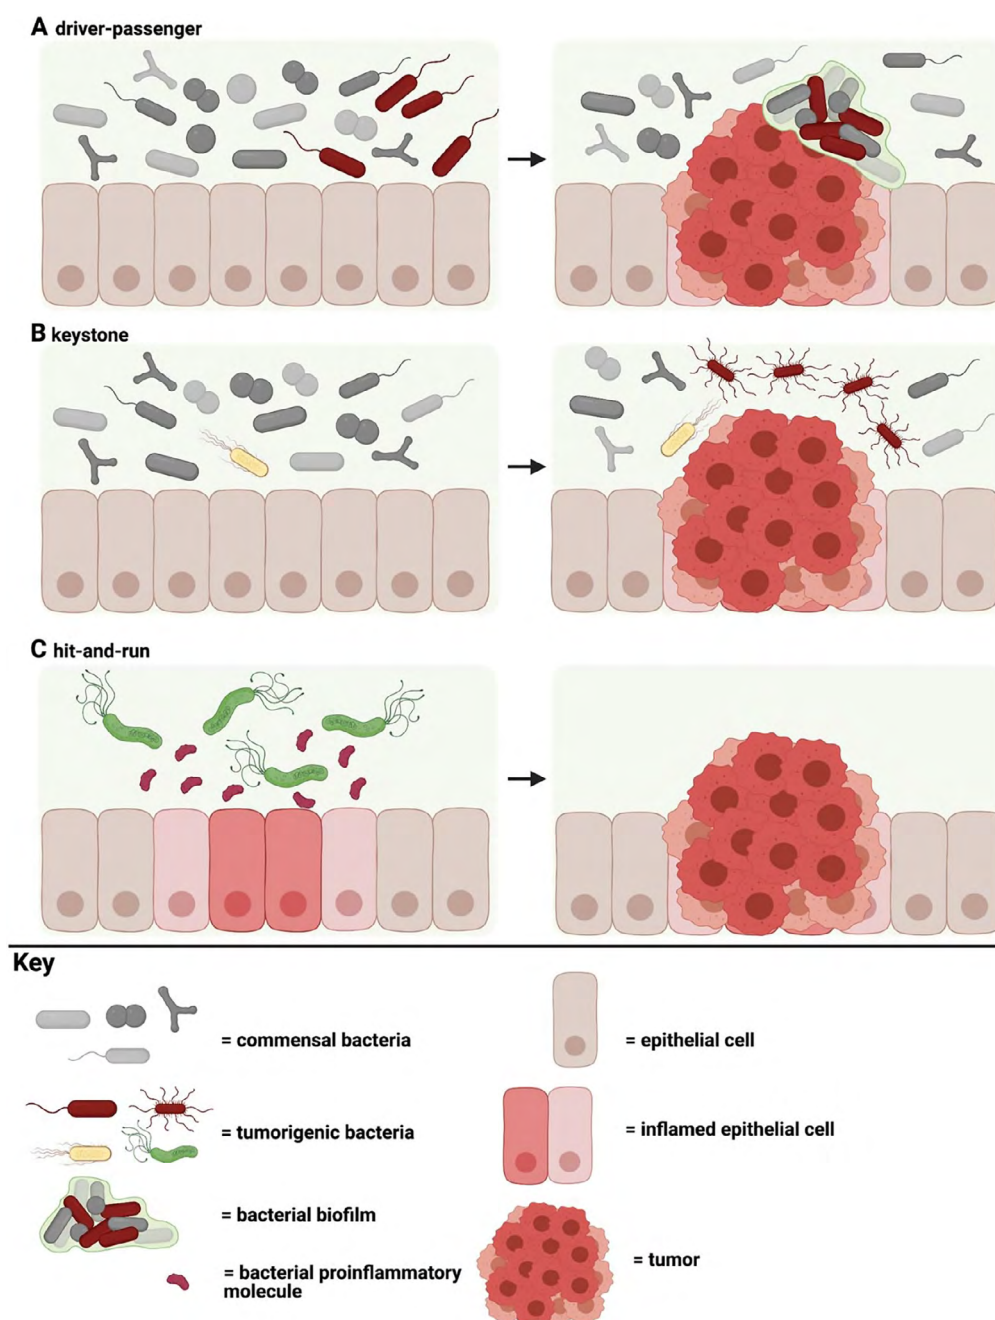 A driver-passenger
B keystone
C hit-and-run
Key
= commensal bacteria
= tumorigenic bacteria
= bacterial biofilm
= bacterial proinflammatory
molecule
= epithelial cell
= inflamed epithelial cell
= tumor